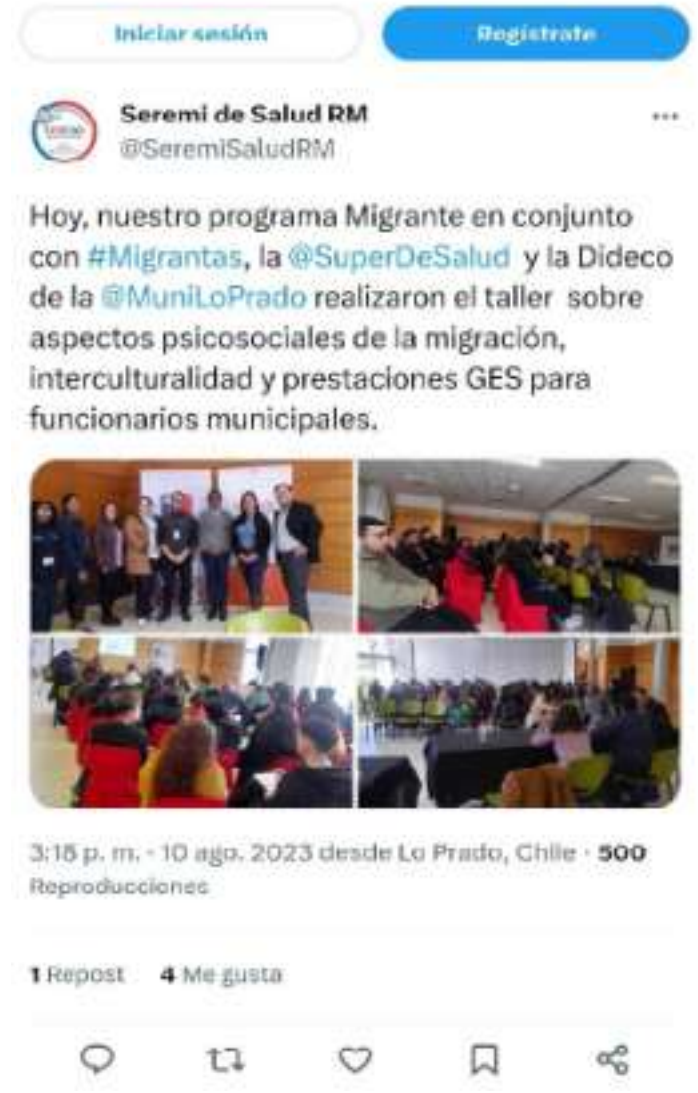 Iniciar sesión
Regístrate
Seremi de Salud RM
@SeremiSaludRM
Hoy, nuestro programa Migrante en conjunto
con #Migrantas, la @SuperDeSalud y la Dideco
de la @MuniLoPrado realizaron el taller sobre
aspectos psicosociales de la migración,
interculturalidad y prestaciones GES para
funcionarios municipales.
3:18 p. m. · 10 ago. 2023 desde Lo Prado, Chile · 500
Reproducciones
1 Repost 4 Me gusta